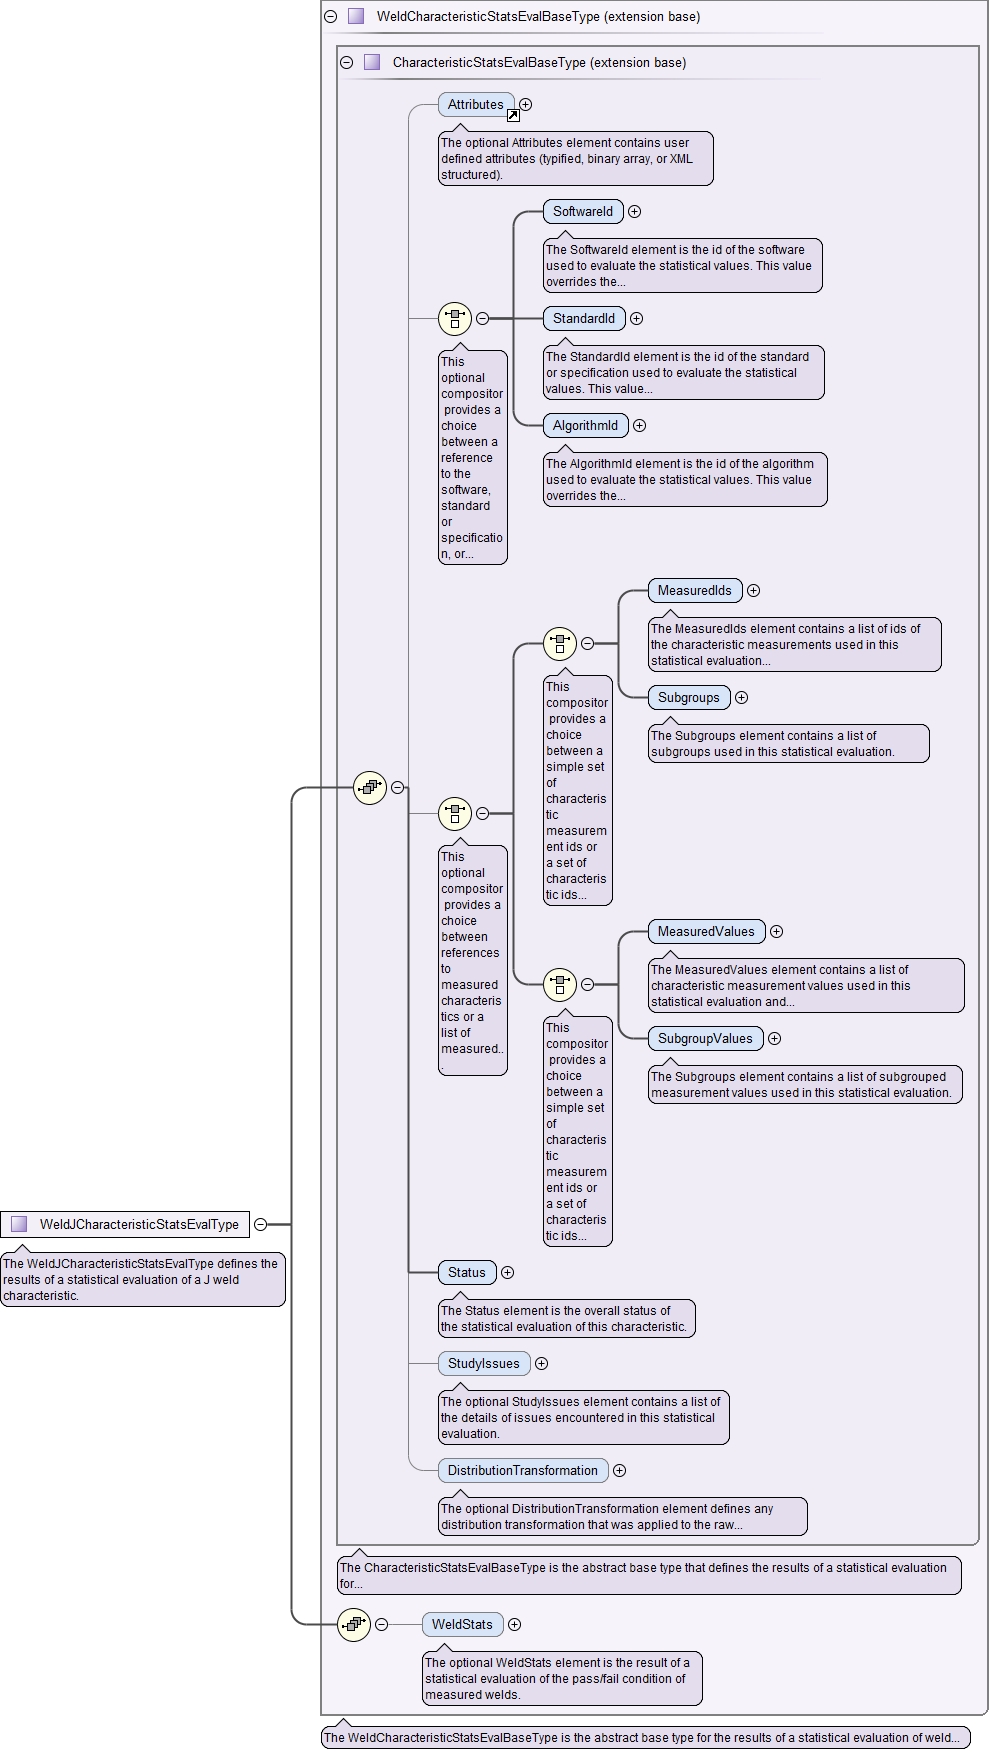 WeldCharacteristicStatsEvalBaseType (extension base)
CharacteristicStatsEvalBaseType (extension base)
Attributes
The optional Attributes element contains user
defined attributes (typified, binary array, or XML
structured).
SoftwareId
The SoftwareId element is the id of the software
used to evaluate the statistical values. This value
overrides the...
StandardId
The StandardId element is the id of the standard
or specification used to evaluate the statistical
values. This value...
AlgorithmId
The AlgorithmId element is the id of the algorithm
used to evaluate the statistical values. This value
overrides the...
This
optional
compositor
provides a
choice
between a
reference
to the
software,
standard
or
specificatio
n, or...
MeasuredIds
The MeasuredIds element contains a list of ids of
the characteristic measurements used in this
statistical evaluation...
Subgroups
The Subgroups element contains a list of
subgroups used in this statistical evaluation.
This
compositor
provides a
choice
between a
simple set
of
characteris
tic
measurem
ent ids or
a set of
characteris
tic ids...
This
optional
compositor
provides a
choice
between
references
to
measured
characteris
tics or a
list of
measured..
.
MeasuredValues
The MeasuredValues element contains a list of
characteristic measurement values used in this
statistical evaluation and...
SubgroupValues
The Subgroups element contains a list of subgrouped
measurement values used in this statistical evaluation.
This
compositor
provides a
choice
between a
simple set
of
characteris
tic
measurem
ent ids or
a set of
characteris
tic ids...
WeldJCharacteristicStatsEvalType
The WeldJCharacteristicStatsEvalType defines the
results of a statistical evaluation of a J weld
characteristic.
Status
The Status element is the overall status of
the statistical evaluation of this characteristic.
StudyIssues
The optional StudyIssues element contains a list of
the details of issues encountered in this statistical
evaluation.
DistributionTransformation
The optional DistributionTransformation element defines any
distribution transformation that was applied to the raw...
The CharacteristicStatsEvalBaseType is the abstract base type that defines the results of a statistical evaluation
for...
WeldStats
The optional WeldStats element is the result of a
statistical evaluation of the pass/fail condition of
measured welds.
The WeldCharacteristicStatsEvalBaseType is the abstract base type for the results of a statistical evaluation of weld...